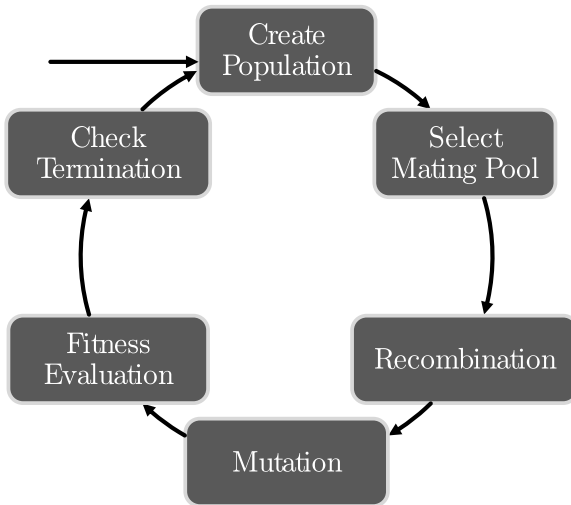 Create
Population
Select
Mating Pool
Recombination
Mutation
Fitness
Evaluation
Check
Termination